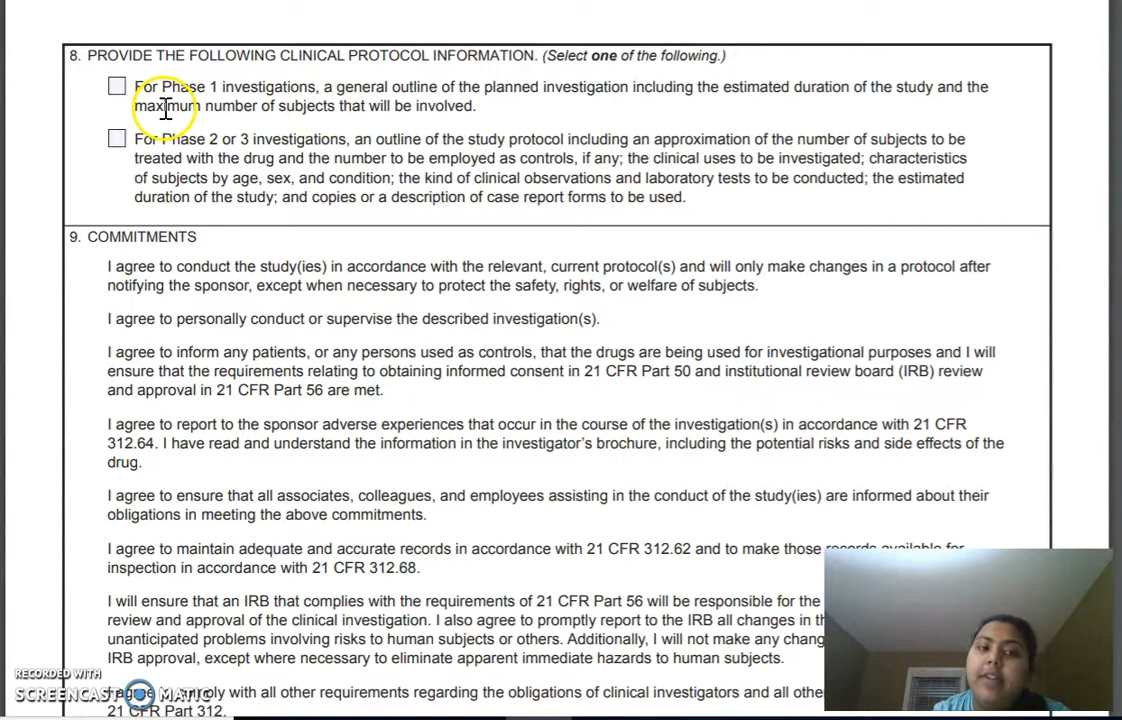 8. PROVIDE THE FOLLOWING CLINICAL PROTOCOL INFORMATION. (Select one of the following.)
For Phase 1 investigations, a general outline of the planned investigation including the estimated duration of the study and the
maximum number of subjects that will be involved.
For Phase 2 or 3 investigations, an outline of the study protocol including an approximation of the number of subjects to be
treated with the drug and the number to be employed as controls, if any; the clinical uses to be investigated; characteristics
of subjects by age, sex, and condition; the kind of clinical observations and laboratory tests to be conducted; the estimated
duration of the study; and copies or a description of case report forms to be used.
9. COMMITMENTS
I agree to conduct the study(ies) in accordance with the relevant, current protocol(s) and will only make changes in a protocol after
notifying the sponsor, except when necessary to protect the safety, rights, or welfare of subjects.
I agree to personally conduct or supervise the described investigation(s).
I agree to inform any patients, or any persons used as controls, that the drugs are being used for investigational purposes and I will
ensure that the requirements relating to obtaining informed consent in 21 CFR Part 50 and institutional review board (IRB) review
and approval in 21 CFR Part 56 are met.
I agree to report to the sponsor adverse experiences that occur in the course of the investigation(s) in accordance with 21 CFR
312.64. I have read and understand the information in the investigator's brochure, including the potential risks and side effects of the
drug.
I agree to ensure that all associates, colleagues, and employees assisting in the conduct of the study(ies) are informed about their
obligations in meeting the above commitments.
I agree to maintain adequate and accurate records in accordance with 21 CFR 312.62 and to make those records available for
inspection in accordance with 21 CFR 312.68.
I will ensure that an IRB that complies with the requirements of 21 CFR Part 56 will be responsible for the
review and approval of the clinical investigation. I also agree to promptly report to the IRB all changes in
unanticipated problems involving risks to human subjects or others. Additionally, I will not make any
IRB approval, except where necessary to eliminate apparent immediate hazards to human subjects.
RECORDED WITH
SCREENCAST MATIC
I agree to comply with all other requirements regarding the obligations of clinical investigators and all
21 CFR Part 312.